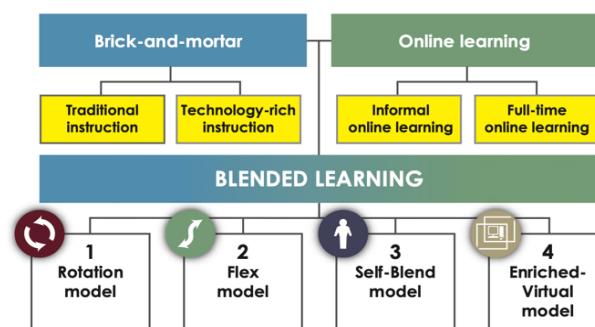 Brick-and-mortar
Online learning
Traditional
instruction
Technology-rich
instruction
Informal
online learning
Full-time
online learning
BLENDED LEARNING
1
Rotation
model
2
Flex
model
3
Self-Blend
model
4
Enriched-
Virtual
model